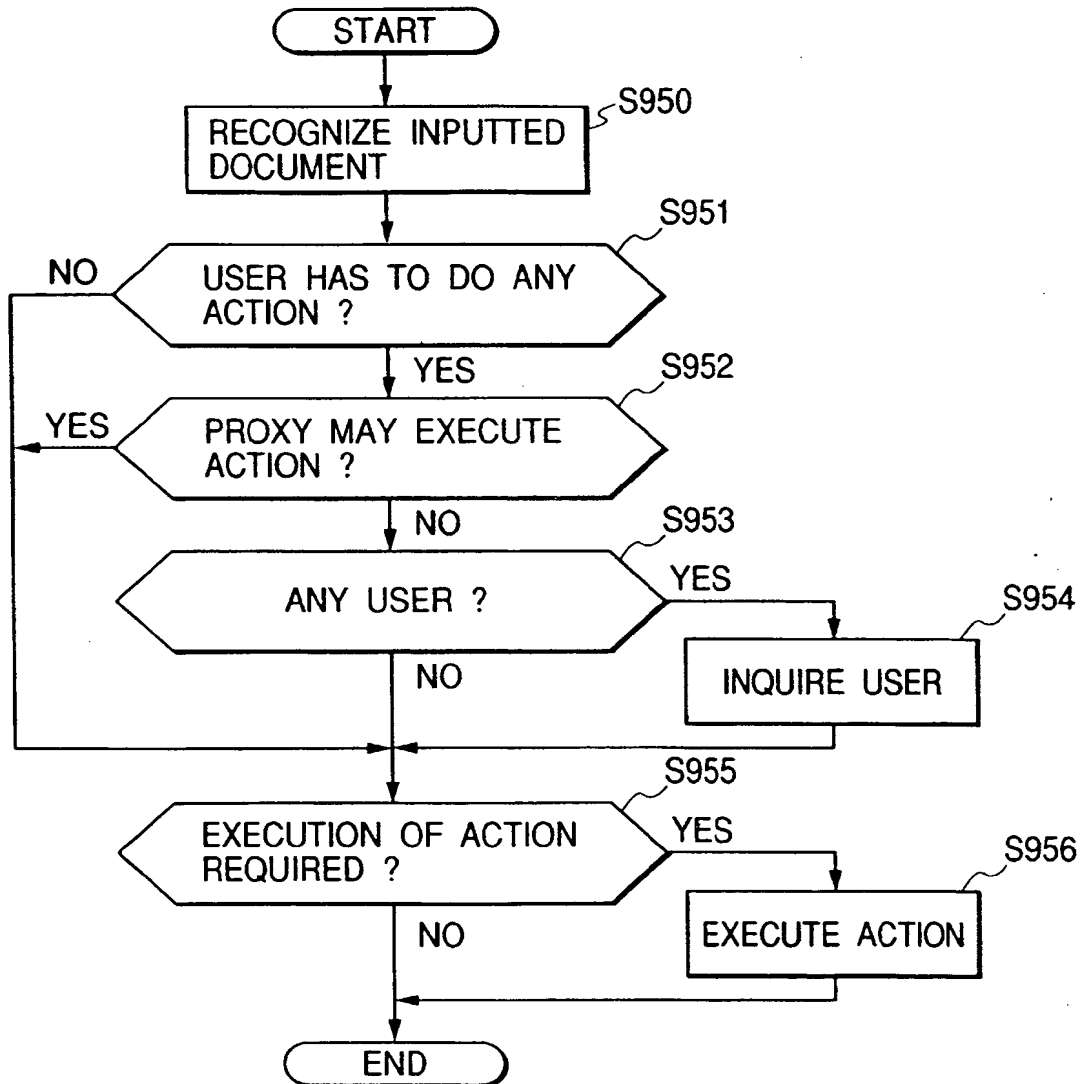 START
S950
RECOGNIZE INPUTTED
DOCUMENT
S951
NO
USER HAS TO DO ANY
ACTION ?
YES
S952
YES
PROXY MAY EXECUTE
ACTION ?
NO
S953
ANY USER ?
YES
S954
NO
INQUIRE USER
S955
EXECUTION OF ACTION
REQUIRED ?
YES
S956
NO
EXECUTE ACTION
END